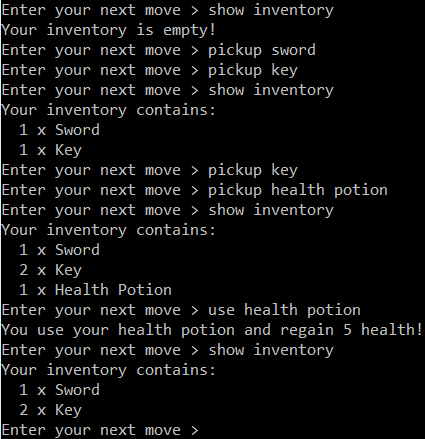 Enter your next move > show inventory
Your inventory is empty!
Enter your next move > pickup sword
Enter your next move > pickup key
Enter your next move > show inventory
Your inventory contains:
  1 x Sword
  1 x Key
Enter your next move > pickup key
Enter your next move > pickup health potion
Enter your next move > show inventory
Your inventory contains:
  1 x Sword
  2 x Key
  1 x Health Potion
Enter your next move > use health potion
You use your health potion and regain 5 health!
Enter your next move > show inventory
Your inventory contains:
  1 x Sword
  2 x Key
Enter your next move >